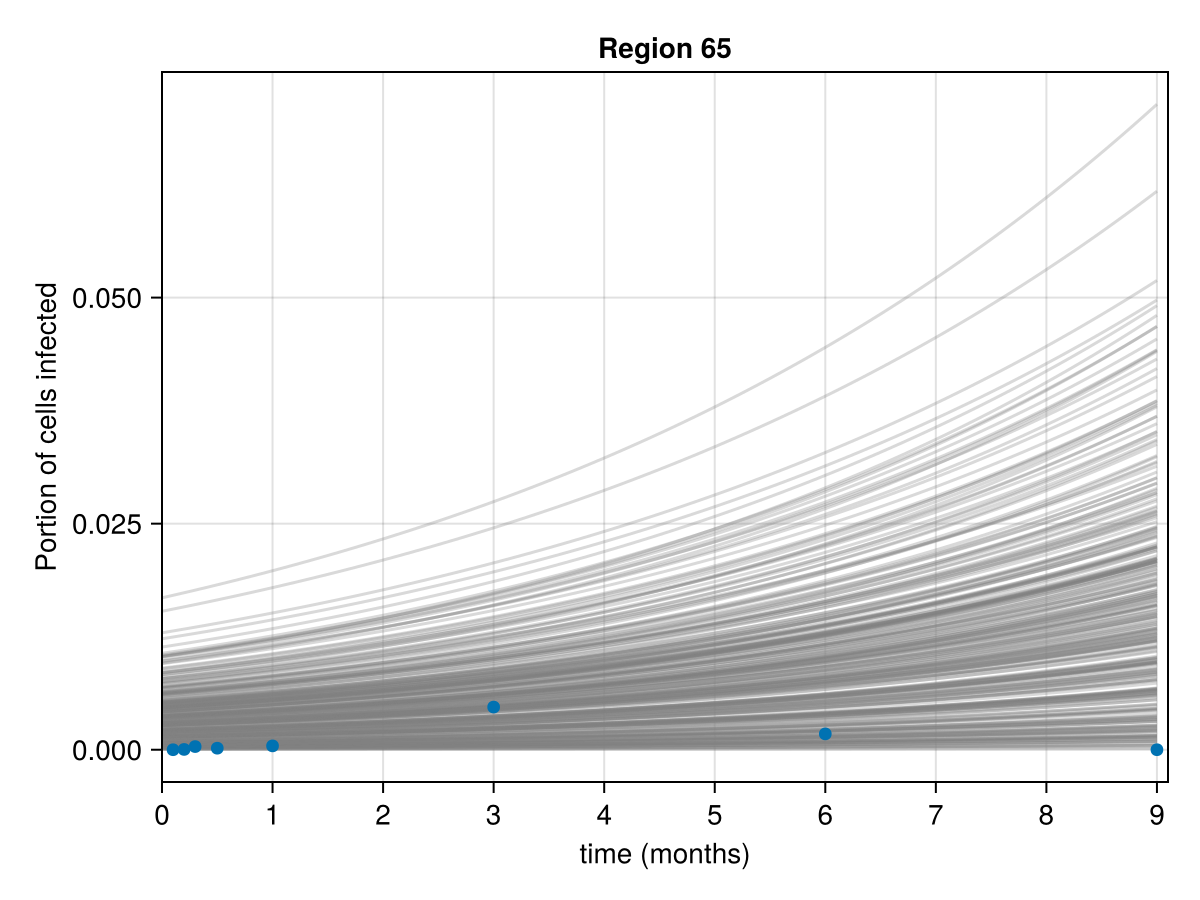 Region 65
Portion of cells infected
0.050
0.025
0.000
0 1 2 3 4 5 6 7 8 9
time (months)